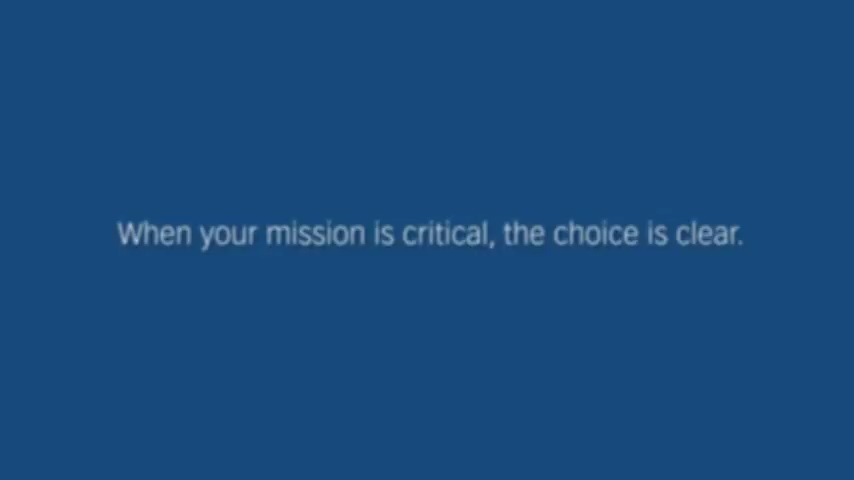 When your mission is critical, the choice is clear.